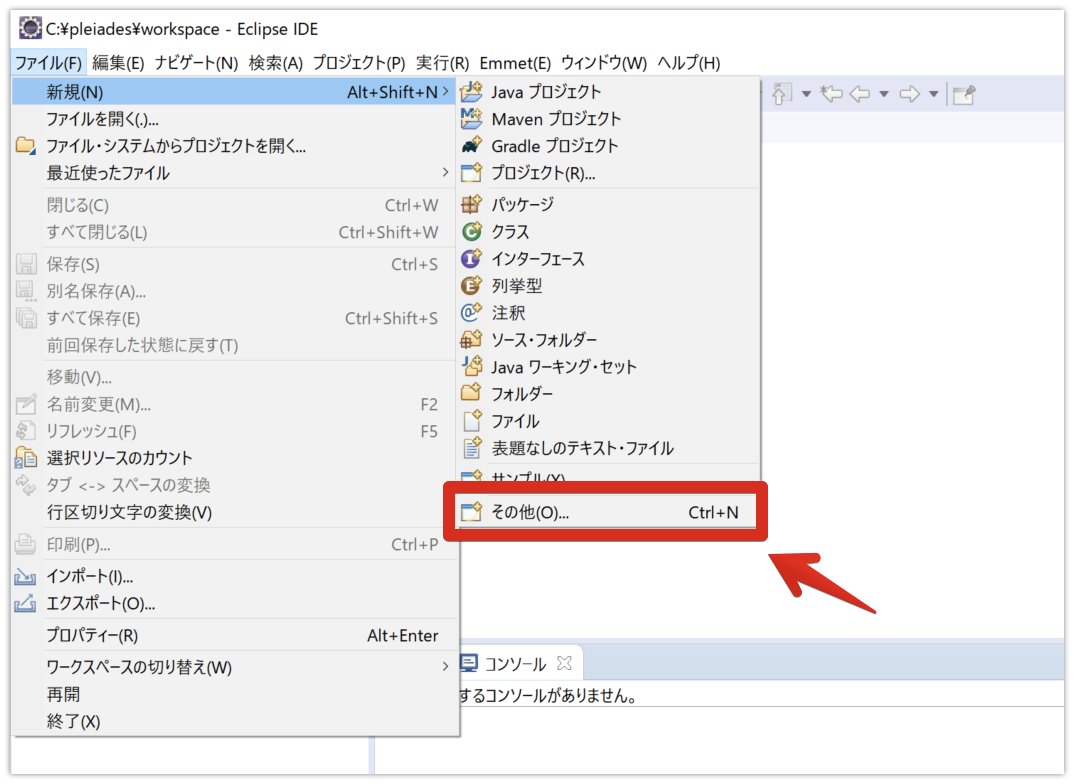 C:¥pleiades¥workspace - Eclipse IDE
ファイル(F) 編集(E) ナビゲート(N) 検索(A) プロジェクト(P) 実行(R) Emmet(E) ウィンドウ(W) ヘルプ(H)
新規(N) Alt+Shift+N
ファイルを開く(.)...
ファイル・システムからプロジェクトを開く...
最近使ったファイル
閉じる(C) Ctrl+W
すべて閉じる(L) Ctrl+Shift+W
保存(S) Ctrl+S
別名保存(A)...
すべて保存(E) Ctrl+Shift+S
前回保存した状態に戻す(T)
移動(V)...
名前変更(M)... F2
リフレッシュ(F) F5
選択リソースのカウント
タブ <-> スペースの変換
行区切り文字の変換(V)
印刷(P)... Ctrl+P
インポート(I)...
エクスポート(O)...
プロパティー(R) Alt+Enter
ワークスペースの切り替え(W)
再開
終了(X)
Java プロジェクト
Maven プロジェクト
Gradle プロジェクト
プロジェクト(R)...
パッケージ
クラス
インターフェース
列挙型
注釈
ソース・フォルダー
Java ワーキング・セット
フォルダー
ファイル
表題なしのテキスト・ファイル
サンプル(X)...
その他(O)... Ctrl+N
コンソール
するコンソールがありません。